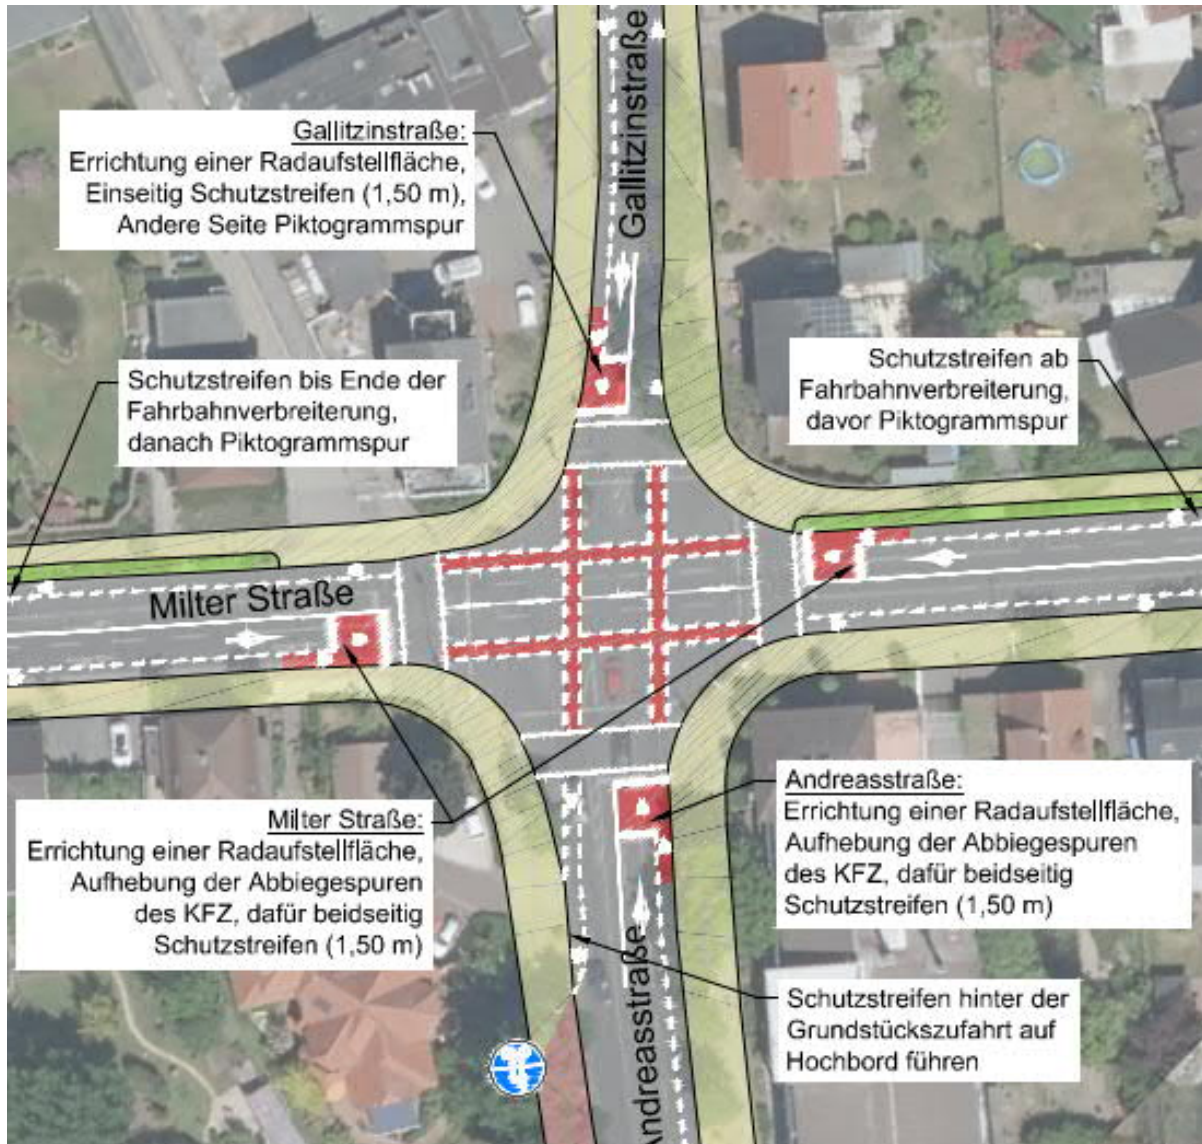 Gallitzinstraße
Gallitzinstraße:
Errichtung einer Radaufstellfläche,
Einseitig Schutzstreifen (1,50 m),
Andere Seite Piktogrammspur
Schutzstreifen bis Ende der
Fahrbahnverbreiterung,
danach Piktogrammspur
Schutzstreifen ab
Fahrbahnverbreiterung,
davor Piktogrammspur
Milter Straße
Milter Straße:
Errichtung einer Radaufstellfläche,
Aufhebung der Abbiegespuren
des KFZ, dafür beidseitig
Schutzstreifen (1,50 m)
Andreasstraße:
Errichtung einer Radaufstellfläche,
Aufhebung der Abbiegespuren
des KFZ, dafür beidseitig
Schutzstreifen (1,50 m)
Andreasstraße
Schutzstreifen hinter der
Grundstückszufahrt auf
Hochbord führen